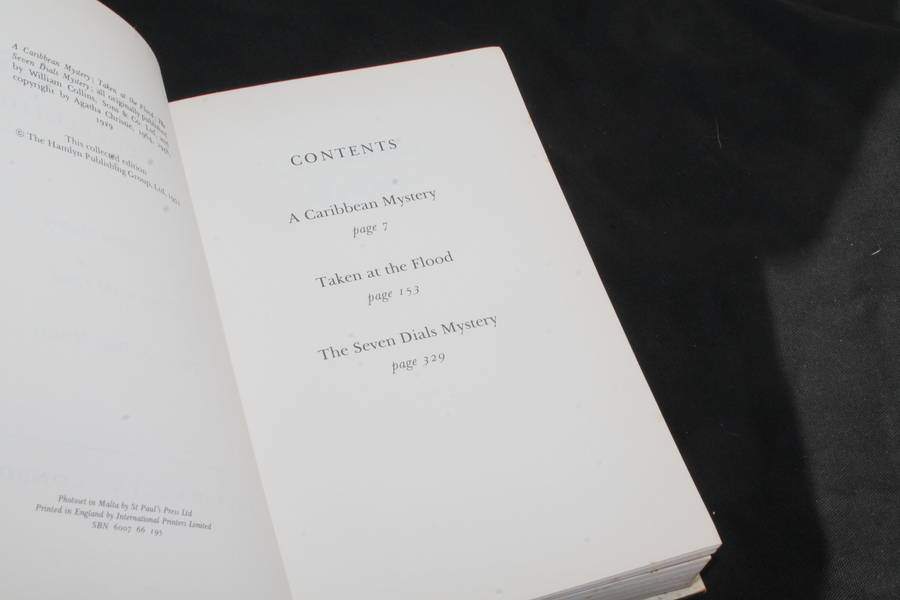 A Caribbean Mystery; Taken at the Flood; The
Seven Dials Mystery; all originally published
by William Collins, Sons & Co. Ltd, and
copyright by Agatha Christie, 1964,
1929
This collected edition
© The Hamlyn Publishing Group, Ltd,
Photoset in Malta by St Paul's Press Ltd
Printed in England by International Printers Limited
SBN 6007 66 195
CONTENTS
A Caribbean Mystery
page 7
Taken at the Flood
page 153
The Seven Dials Mystery
page 329